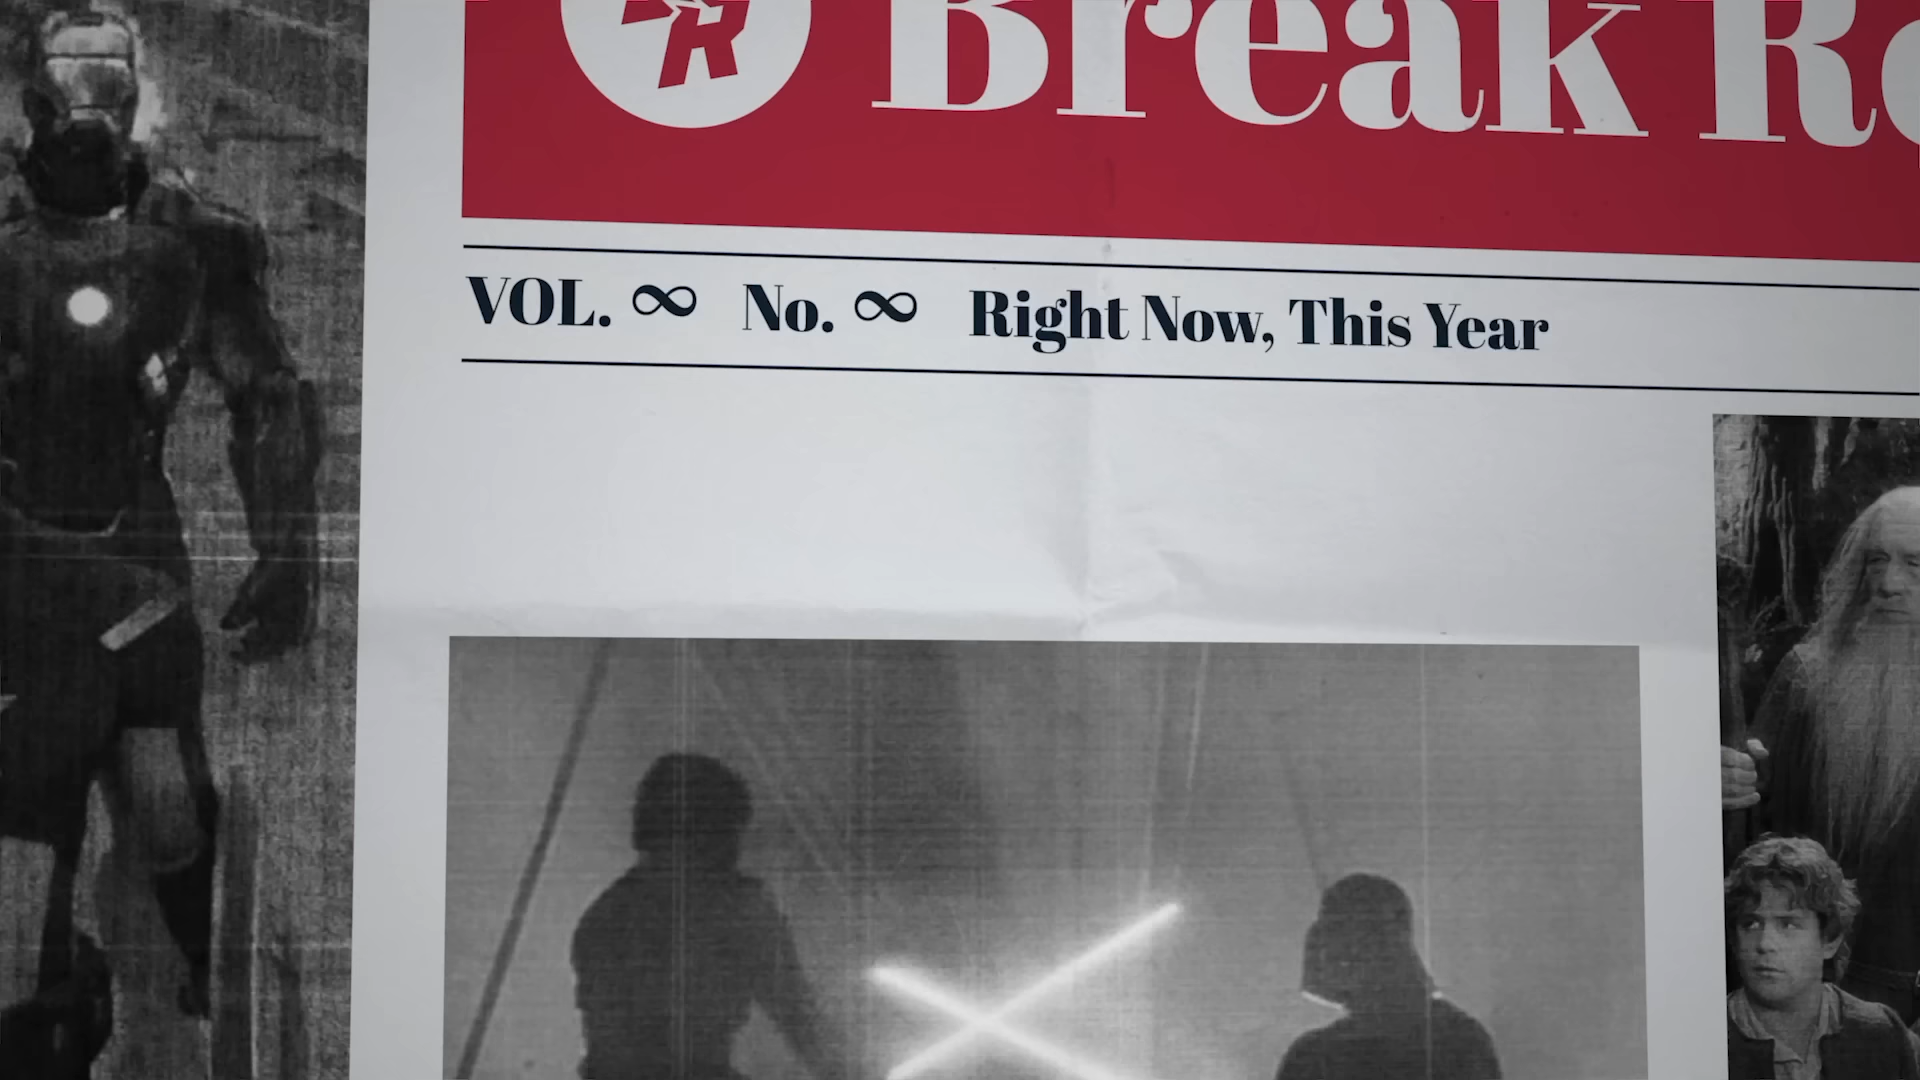 Break
VOL. ∞ No. ∞ Right Now, This Year